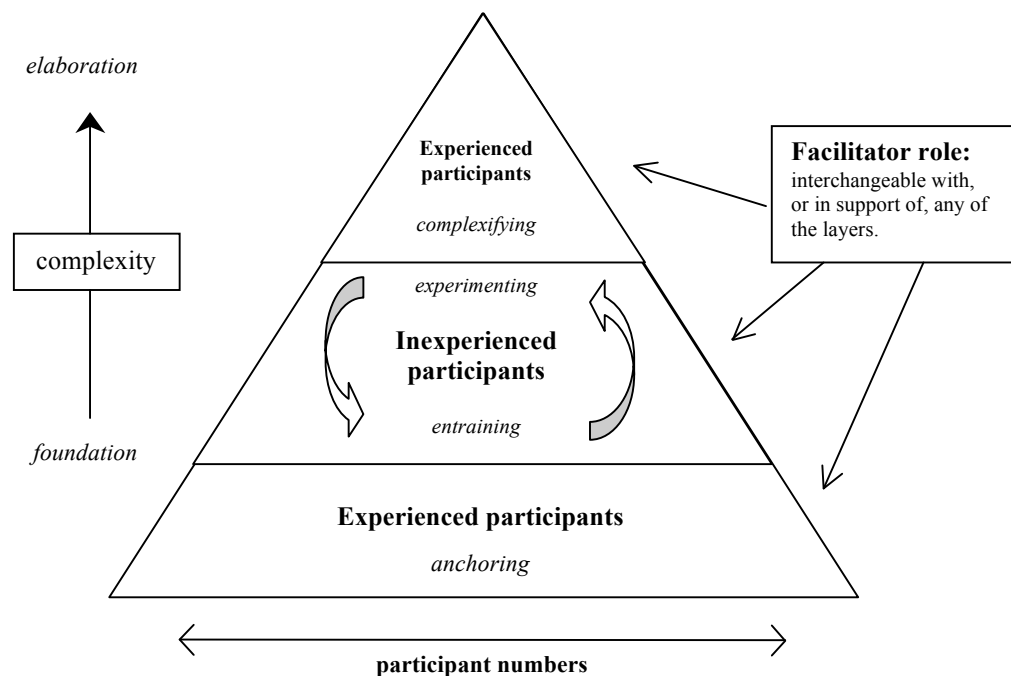 elaboration
complexity
foundation
Experienced
participants
complexifying
experimenting
Inexperienced
participants
entraining
Experienced participants
anchoring
participant numbers
Facilitator role:
interchangeable with,
or in support of, any of
the layers.